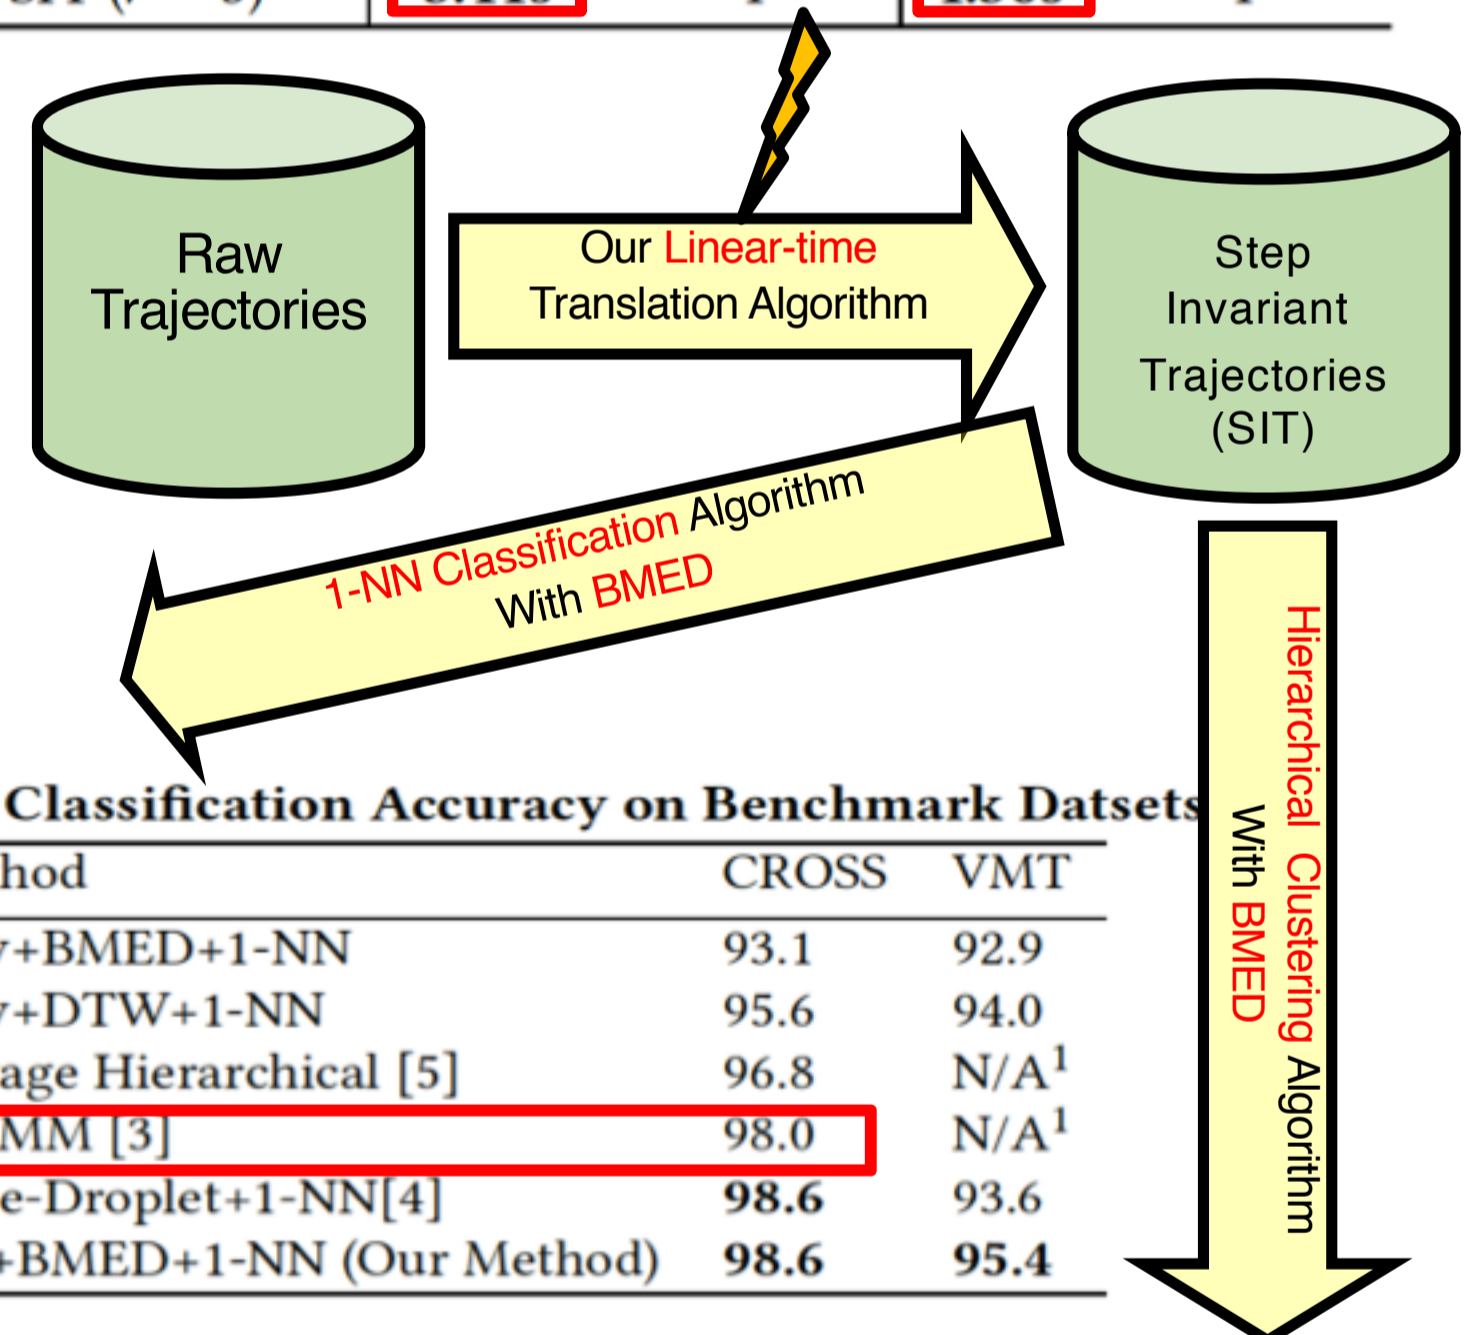 Raw
Trajectories
Our Linear-time
Translation Algorithm
Step
Invariant
Trajectories
(SIT)
1-NN Classification Algorithm
With BMED
Hierarchical Clustering Algorithm
With BMED
Classification Accuracy on Benchmark Datsets
CROSS VMT
+BMED+1-NN 93.1 92.9
+DTW+1-NN 95.6 94.0
Hierarchical [5] 96.8 N/A¹
MM [3] 98.0 N/A¹
e-Droplet+1-NN[4] 98.6 93.6
+BMED+1-NN (Our Method) 98.6 95.4